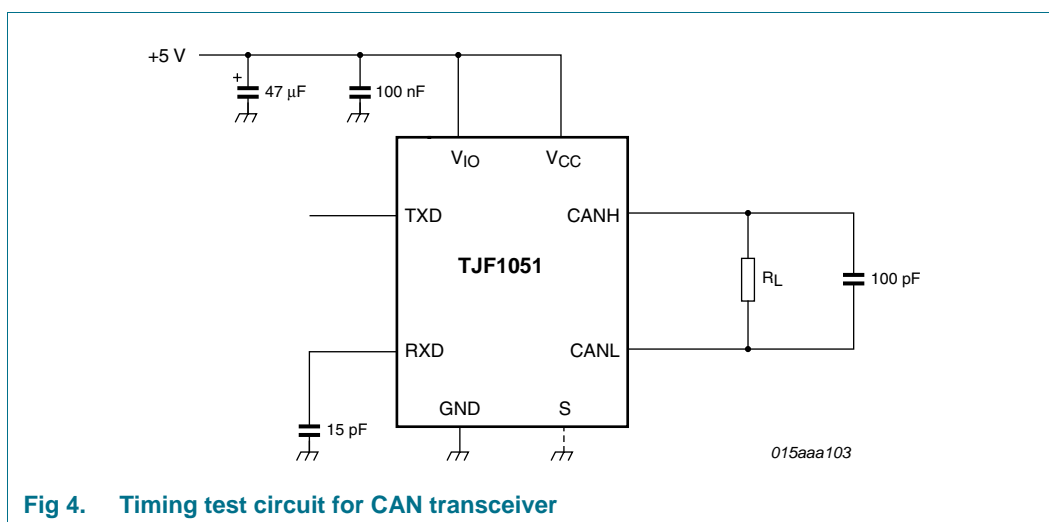 +5 V
+
47 μF
100 nF
VIO
VCC
TXD
CANH
TJF1051
RL
100 pF
RXD
CANL
GND
S
15 pF
015aaa103
Fig 4. Timing test circuit for CAN transceiver